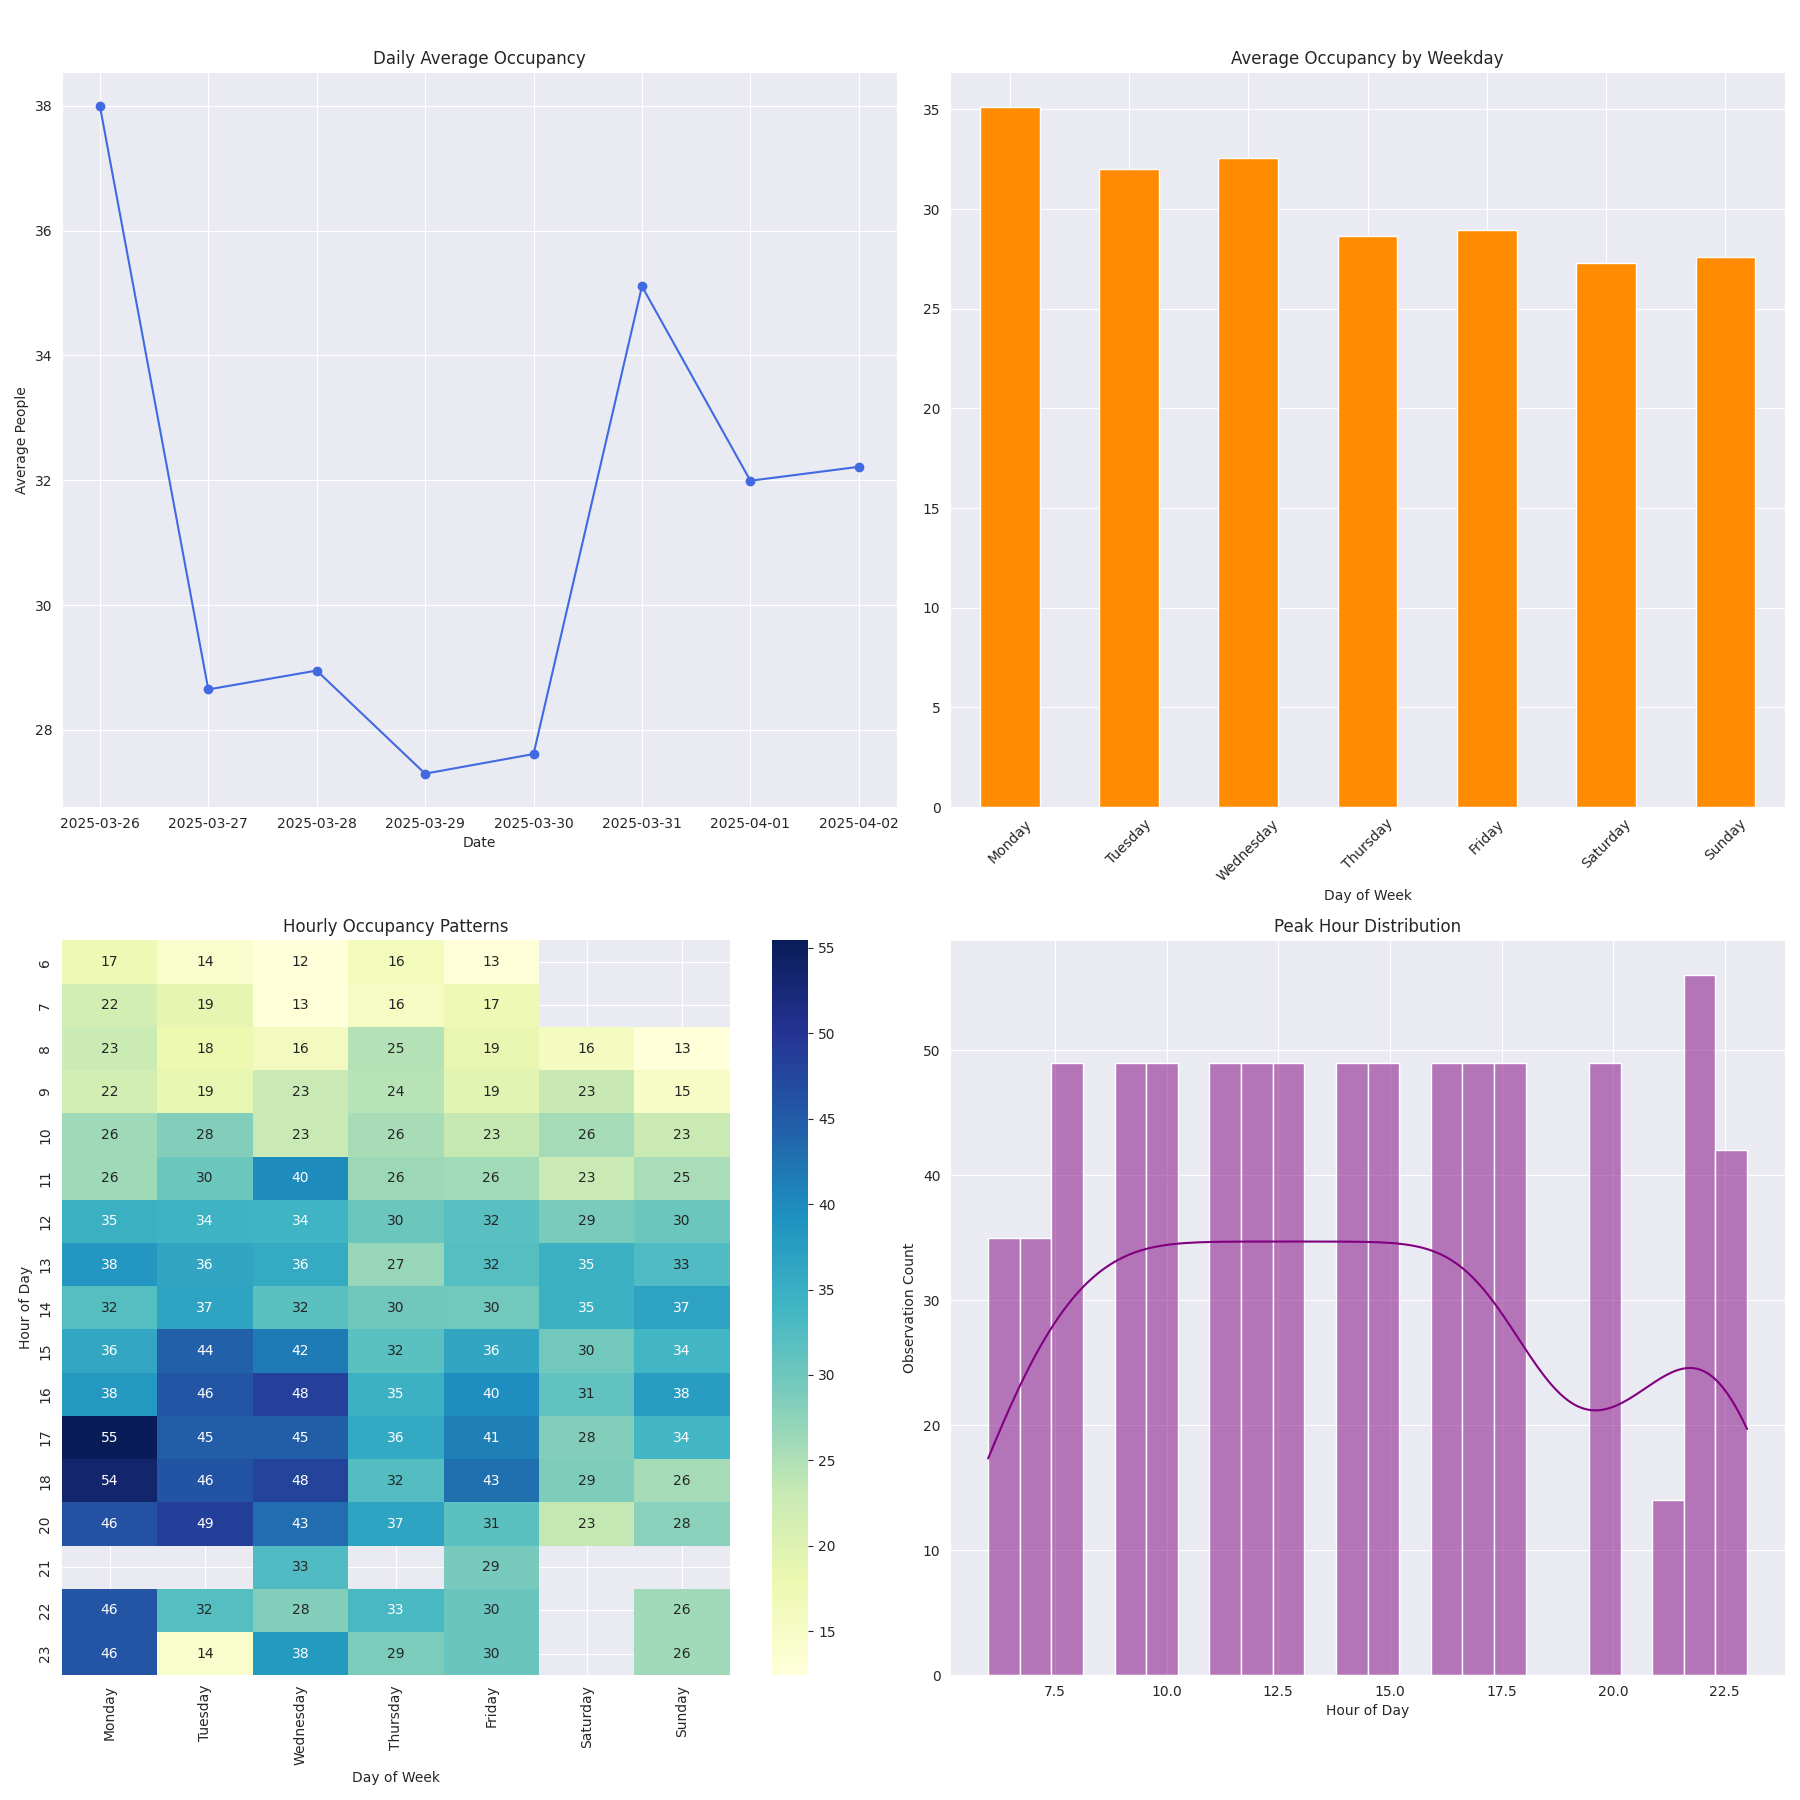 Daily Average Occupancy
Average People
38
36
34
32
30
28
2025-03-26 2025-03-27 2025-03-28 2025-03-29 2025-03-30 2025-03-31 2025-04-01 2025-04-02
Date
Average Occupancy by Weekday
35
30
25
20
15
10
5
0
Monday Tuesday Wednesday Thursday Friday Saturday Sunday
Day of Week
Hourly Occupancy Patterns
Hour of Day
6 17 14 12 16 13
7 22 19 13 16 17
8 23 18 16 25 19 16 13
9 22 19 23 24 19 23 15
10 26 28 23 26 23 26 23
11 26 30 40 26 26 23 25
12 35 34 34 30 32 29 30
13 38 36 36 27 32 35 33
14 32 37 32 30 30 35 37
15 36 44 42 32 36 30 34
16 38 46 48 35 40 31 38
17 55 45 45 36 41 28 34
18 54 46 48 32 43 29 26
20 46 49 43 37 31 23 28
21 33 29
22 46 32 28 33 30 26
23 46 14 38 29 30 26
Monday Tuesday Wednesday Thursday Friday Saturday Sunday
Day of Week
55
50
45
40
35
30
25
20
15
Peak Hour Distribution
Observation Count
50
40
30
20
10
0
7.5 10.0 12.5 15.0 17.5 20.0 22.5
Hour of Day